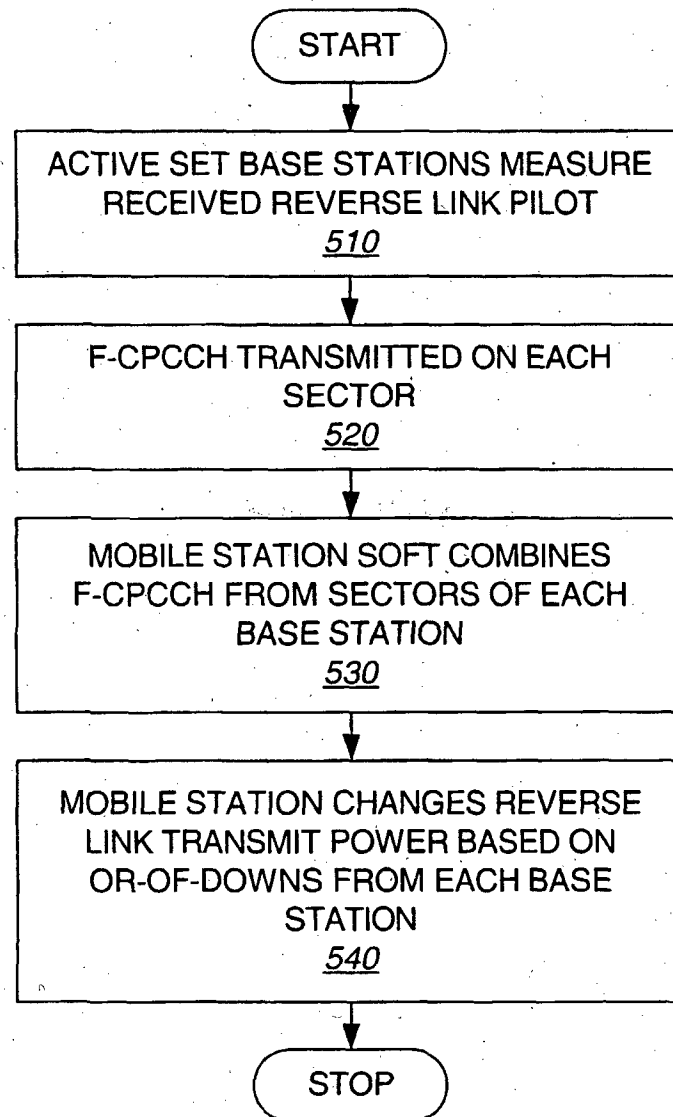 START
ACTIVE SET BASE STATIONS MEASURE
RECEIVED REVERSE LINK PILOT
510
F-CPCCH TRANSMITTED ON EACH
SECTOR
520
MOBILE STATION SOFT COMBINES
F-CPCCH FROM SECTORS OF EACH
BASE STATION
530
MOBILE STATION CHANGES REVERSE
LINK TRANSMIT POWER BASED ON
OR-OF-DOWNS FROM EACH BASE
STATION
540
STOP